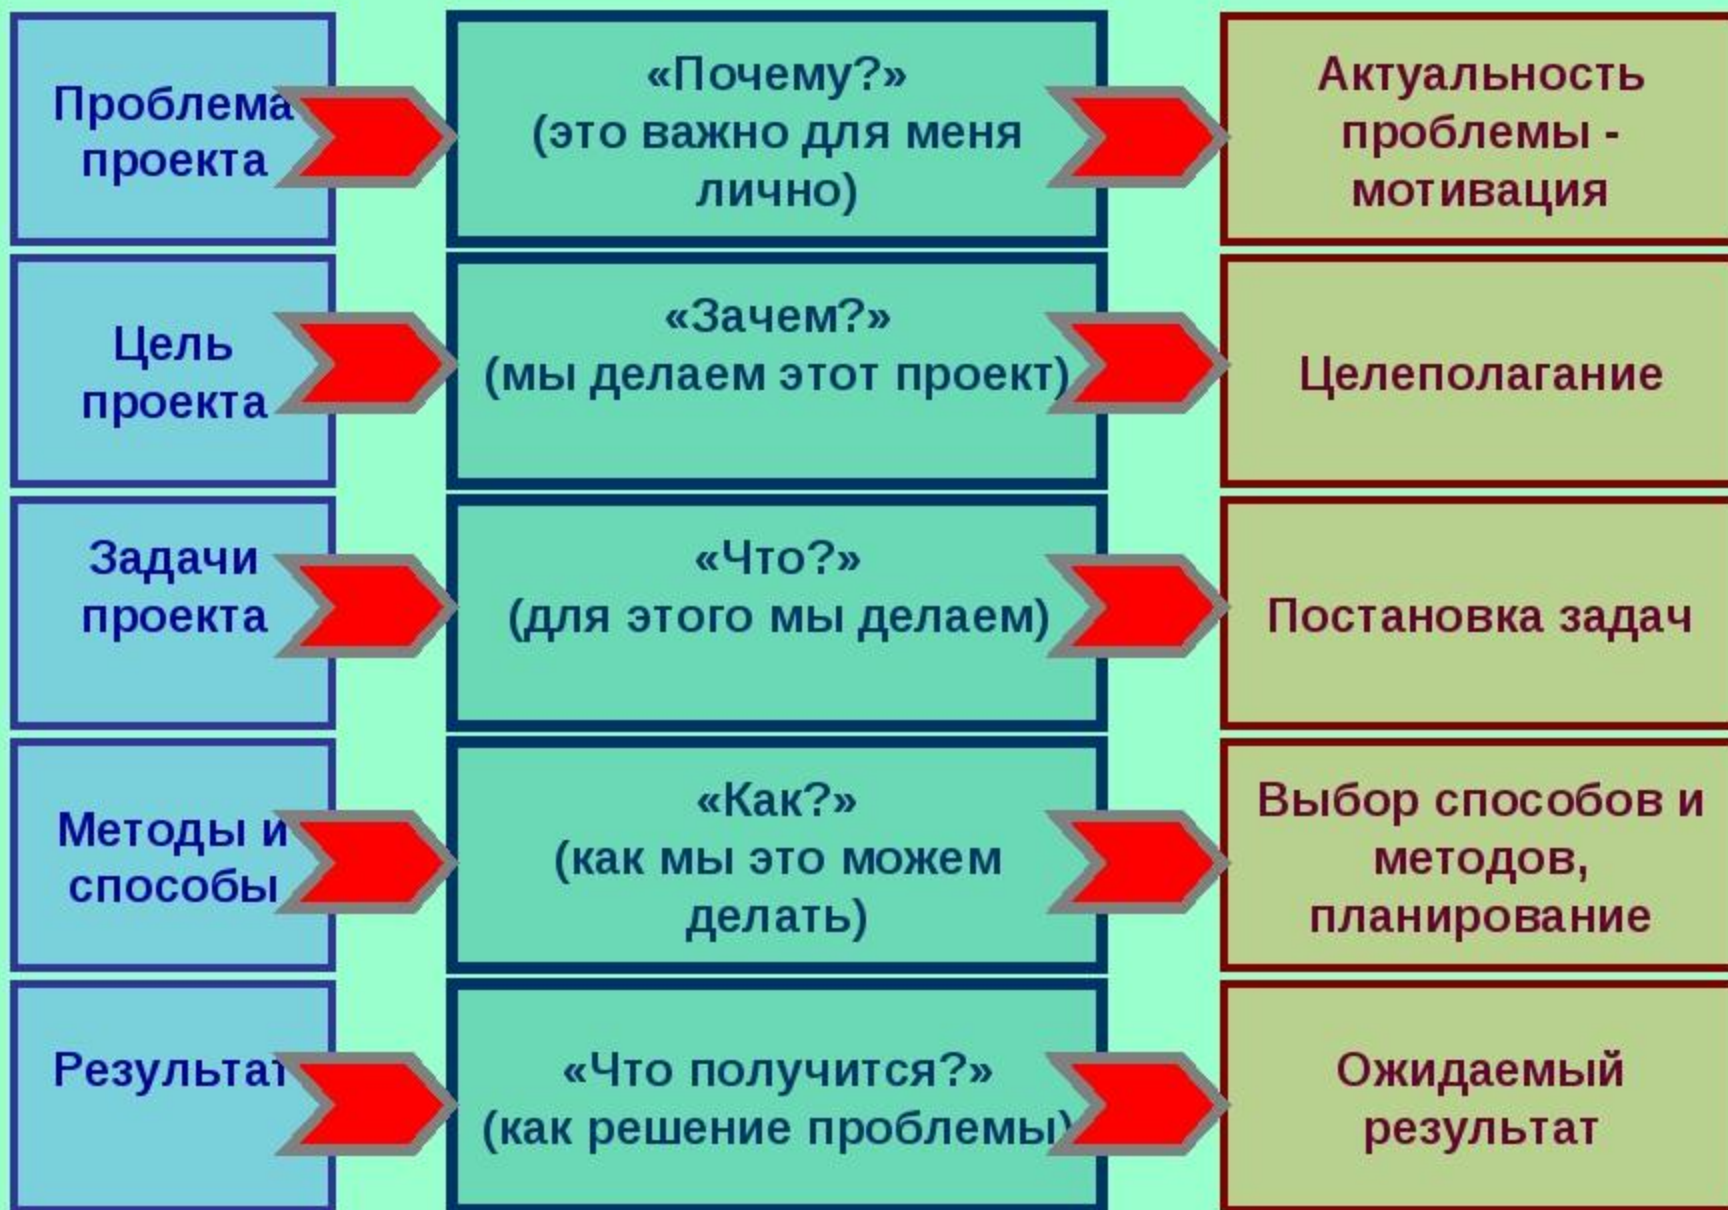 Проблема
проекта
«Почему?»
(это важно для меня
лично)
Актуальность
проблемы -
мотивация
Цель
проекта
«Зачем?»
(мы делаем этот проект)
Целеполагание
Задачи
проекта
«Что?»
(для этого мы делаем)
Постановка задач
Методы и
способы
«Как?»
(как мы это можем
делать)
Выбор способов и
методов,
планирование
Результат
«Что получится?»
(как решение проблемы)
Ожидаемый
результат